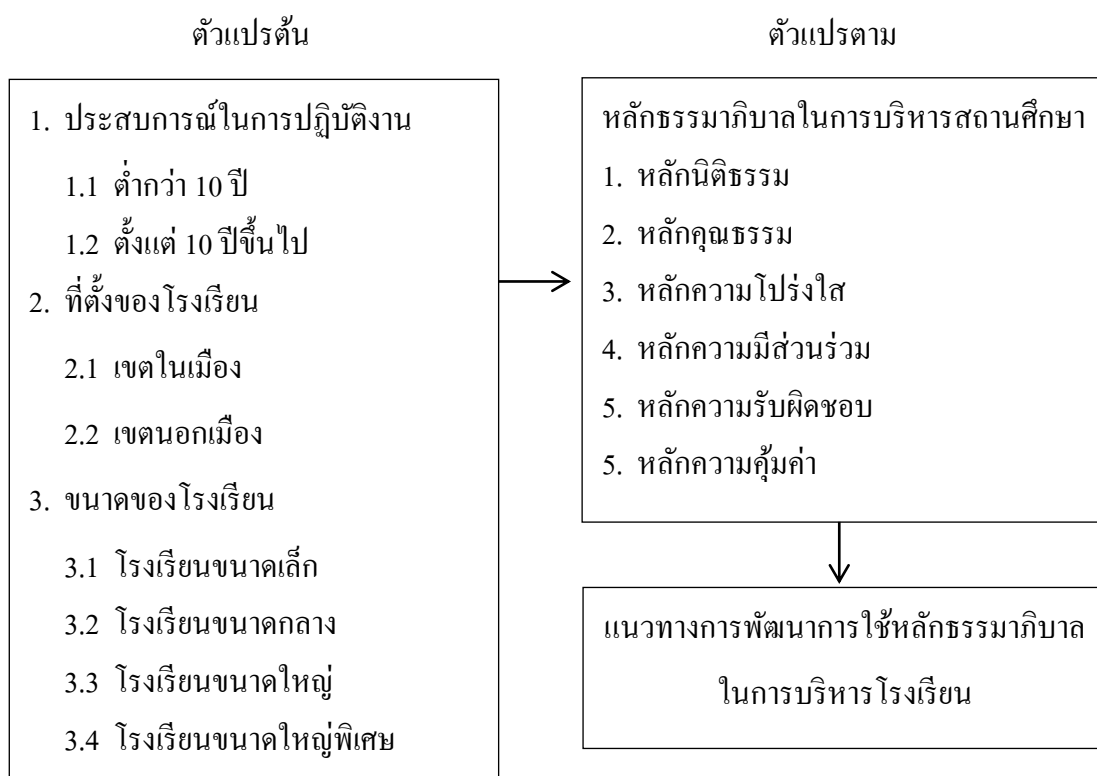 ตัวแปรต้น
1. ประสบการณ์ในการปฏิบัติงาน
1.1 ต่ำกว่า 10 ปี
1.2 ตั้งแต่ 10 ปีขึ้นไป
2. ที่ตั้งของโรงเรียน
2.1 เขตในเมือง
2.2 เขตนอกเมือง
3. ขนาดของโรงเรียน
3.1 โรงเรียนขนาดเล็ก
3.2 โรงเรียนขนาดกลาง
3.3 โรงเรียนขนาดใหญ่
3.4 โรงเรียนขนาดใหญ่พิเศษ
ตัวแปรตาม
หลักธรรมาภิบาลในการบริหารสถานศึกษา
1. หลักนิติธรรม
2. หลักคุณธรรม
3. หลักความโปร่งใส
4. หลักความมีส่วนร่วม
5. หลักความรับผิดชอบ
5. หลักความคุ้มค่า
แนวทางการพัฒนาการใช้หลักธรรมาภิบาล
ในการบริหารโรงเรียน